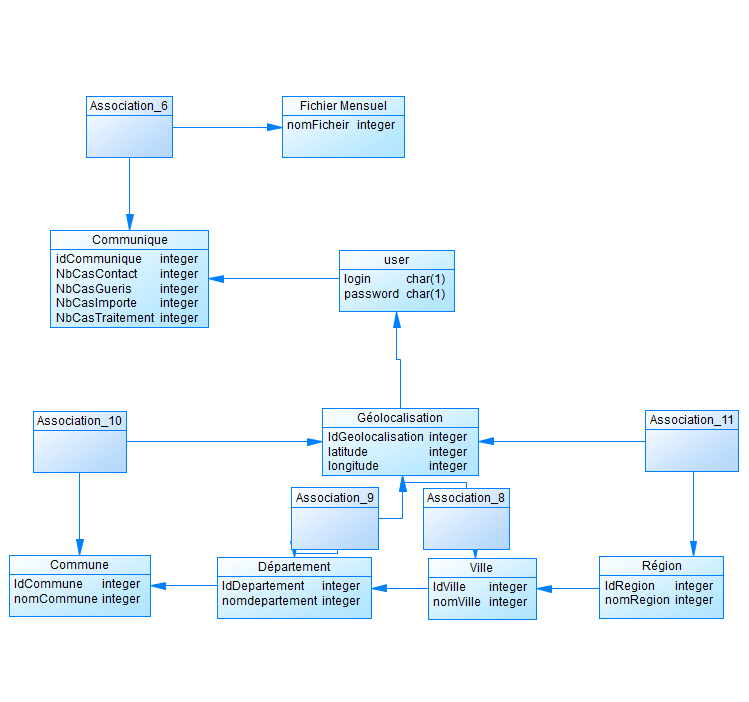 Association_6
Fichier Mensuel
nomFicheir integer
Communique
idCommunique integer
NbCasContact integer
NbCasGueris integer
NbCasImporte integer
NbCasTraitement integer
user
login char(1)
password char(1)
Association_10
Géolocalisation
IdGeolocalisation integer
latitude integer
longitude integer
Association_11
Association_9
Association_8
Commune
IdCommune integer
nomCommune integer
Département
IdDepartement integer
nomdepartement integer
Ville
IdVille integer
nomVille integer
Région
IdRegion integer
nomRegion integer